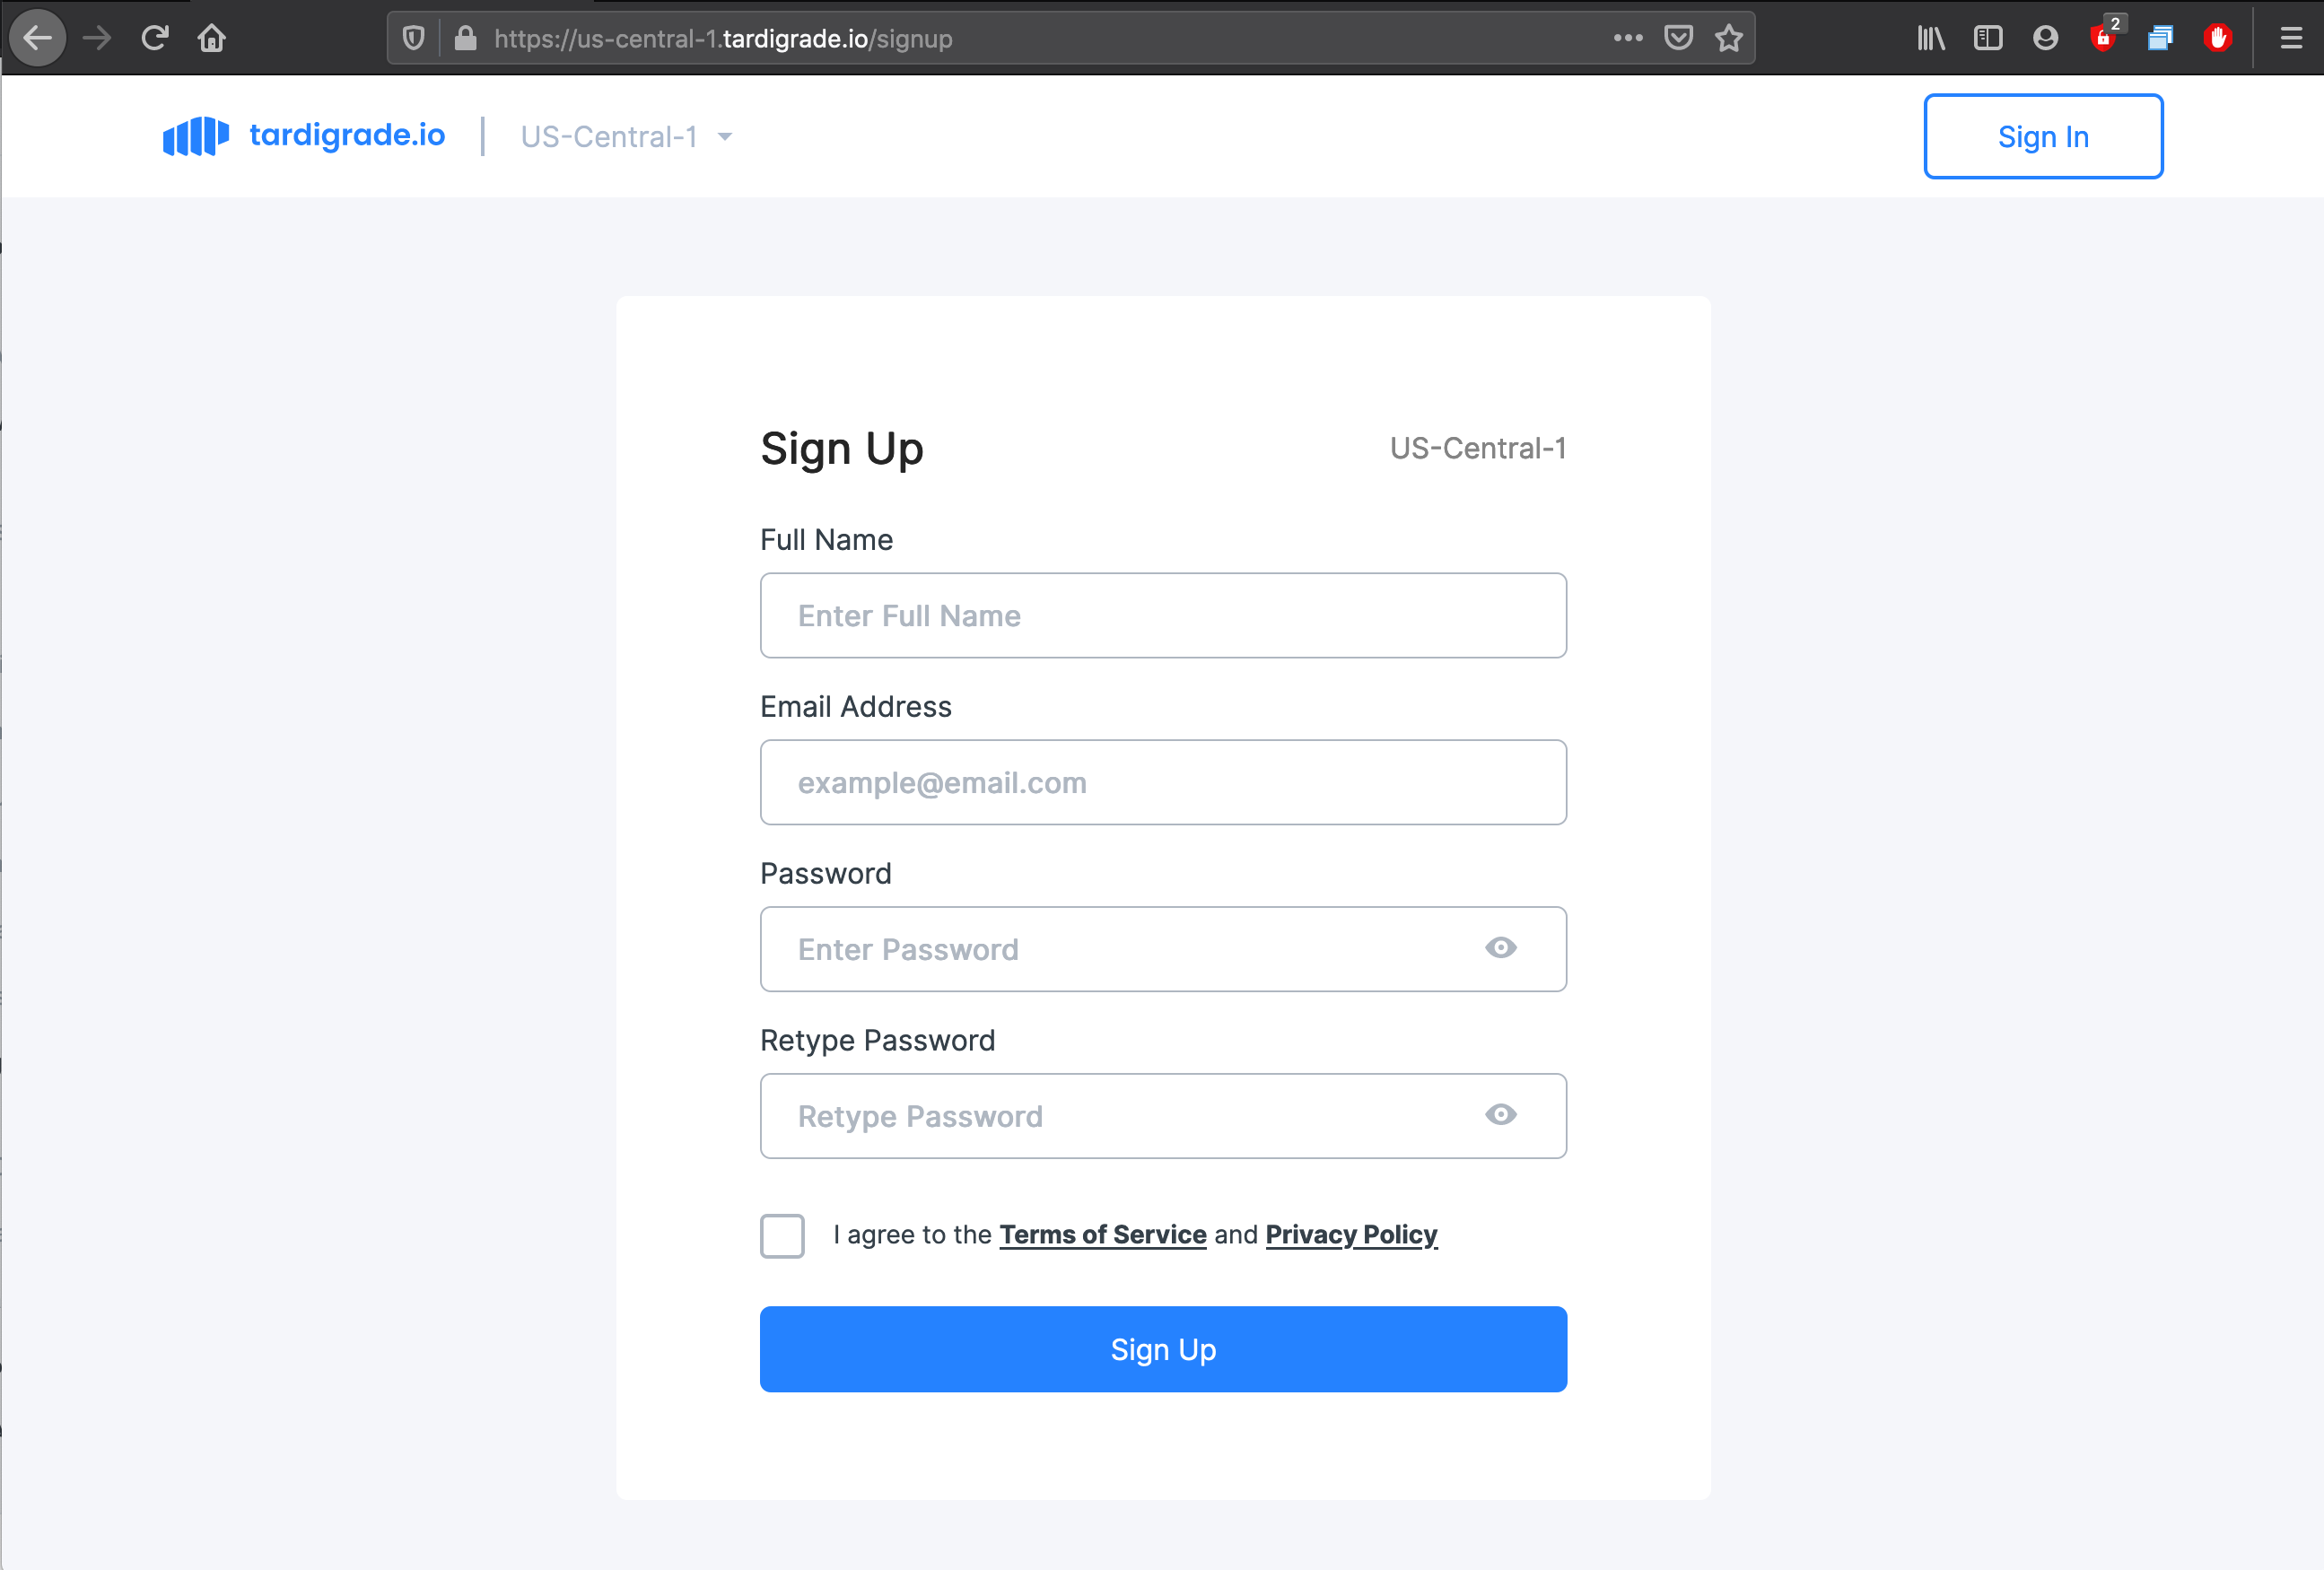 https://us-central-1.tardigrade.io/signup
2
tardigrade.io
US-Central-1
Sign In
Sign Up
US-Central-1
Full Name
Enter Full Name
Email Address
example@email.com
Password
Enter Password
Retype Password
Retype Password
I agree to the Terms of Service and Privacy Policy
Sign Up